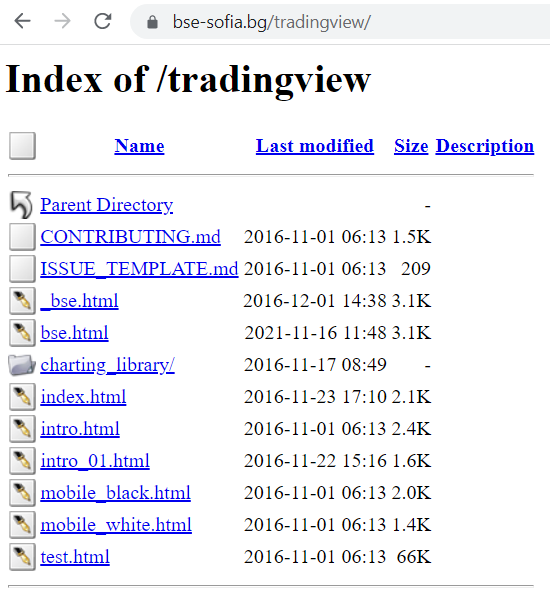 bse-sofia.bg/tradingview/
Index of /tradingview
Name Last modified Size Description
Parent Directory -
CONTRIBUTING.md 2016-11-01 06:13 1.5K
ISSUE_TEMPLATE.md 2016-11-01 06:13 209
_bse.html 2016-12-01 14:38 3.1K
bse.html 2021-11-16 11:48 3.1K
charting_library/ 2016-11-17 08:49 -
index.html 2016-11-23 17:10 2.1K
intro.html 2016-11-01 06:13 2.4K
intro_01.html 2016-11-22 15:16 1.6K
mobile_black.html 2016-11-01 06:13 2.0K
mobile_white.html 2016-11-01 06:13 1.4K
test.html 2016-11-01 06:13 66K